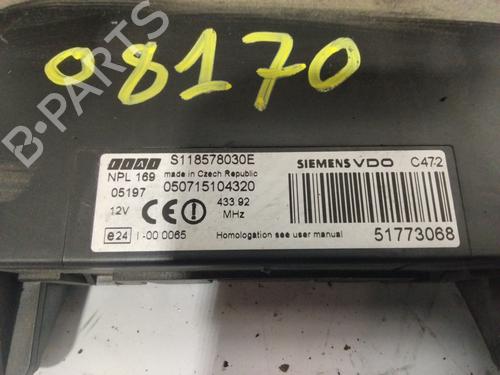 08170
B-PARTS
FIAT S118578030E SIEMENS VDO C472
NPL 169 made in Czech Republic
05197 050715104320
12V CE 433.92
MHz
e24 I-00 0065 Homologation see user manual 51773068